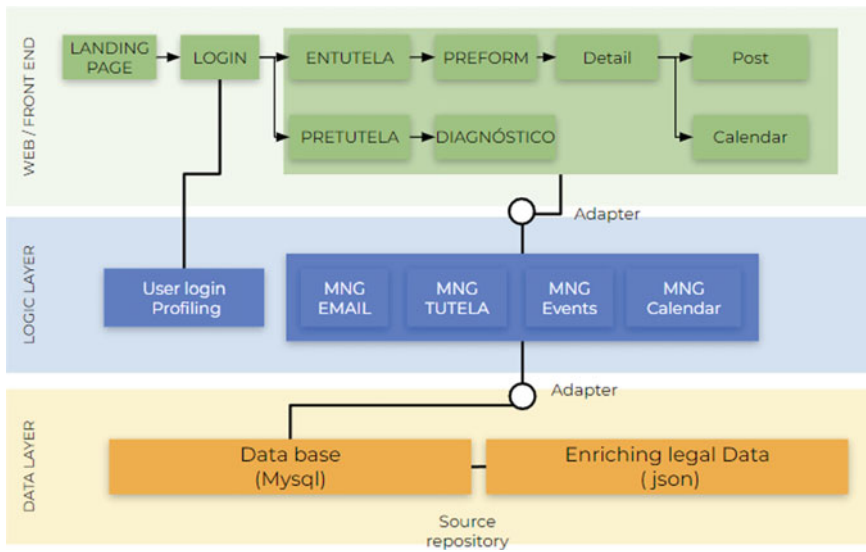 WEB / FRONT END
LANDING
PAGE
LOGIN
ENTUTELA
PREFORM
Detail
Post
PRETUTELA
DIAGNÓSTICO
Calendar
Adapter
LOGIC LAYER
User login
Profiling
MNG
EMAIL
MNG
TUTELA
MNG
Events
MNG
Calendar
Adapter
DATA LAYER
Data base
(Mysql)
Enriching legal Data
( json)
Source
repository